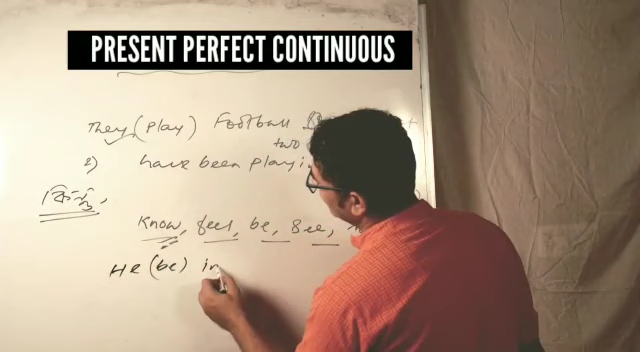 PRESENT PERFECT CONTINUOUS
They (Play) Football
two
2) have been playi
কিন্তু,
Know, feel, be, See,
He (be) in